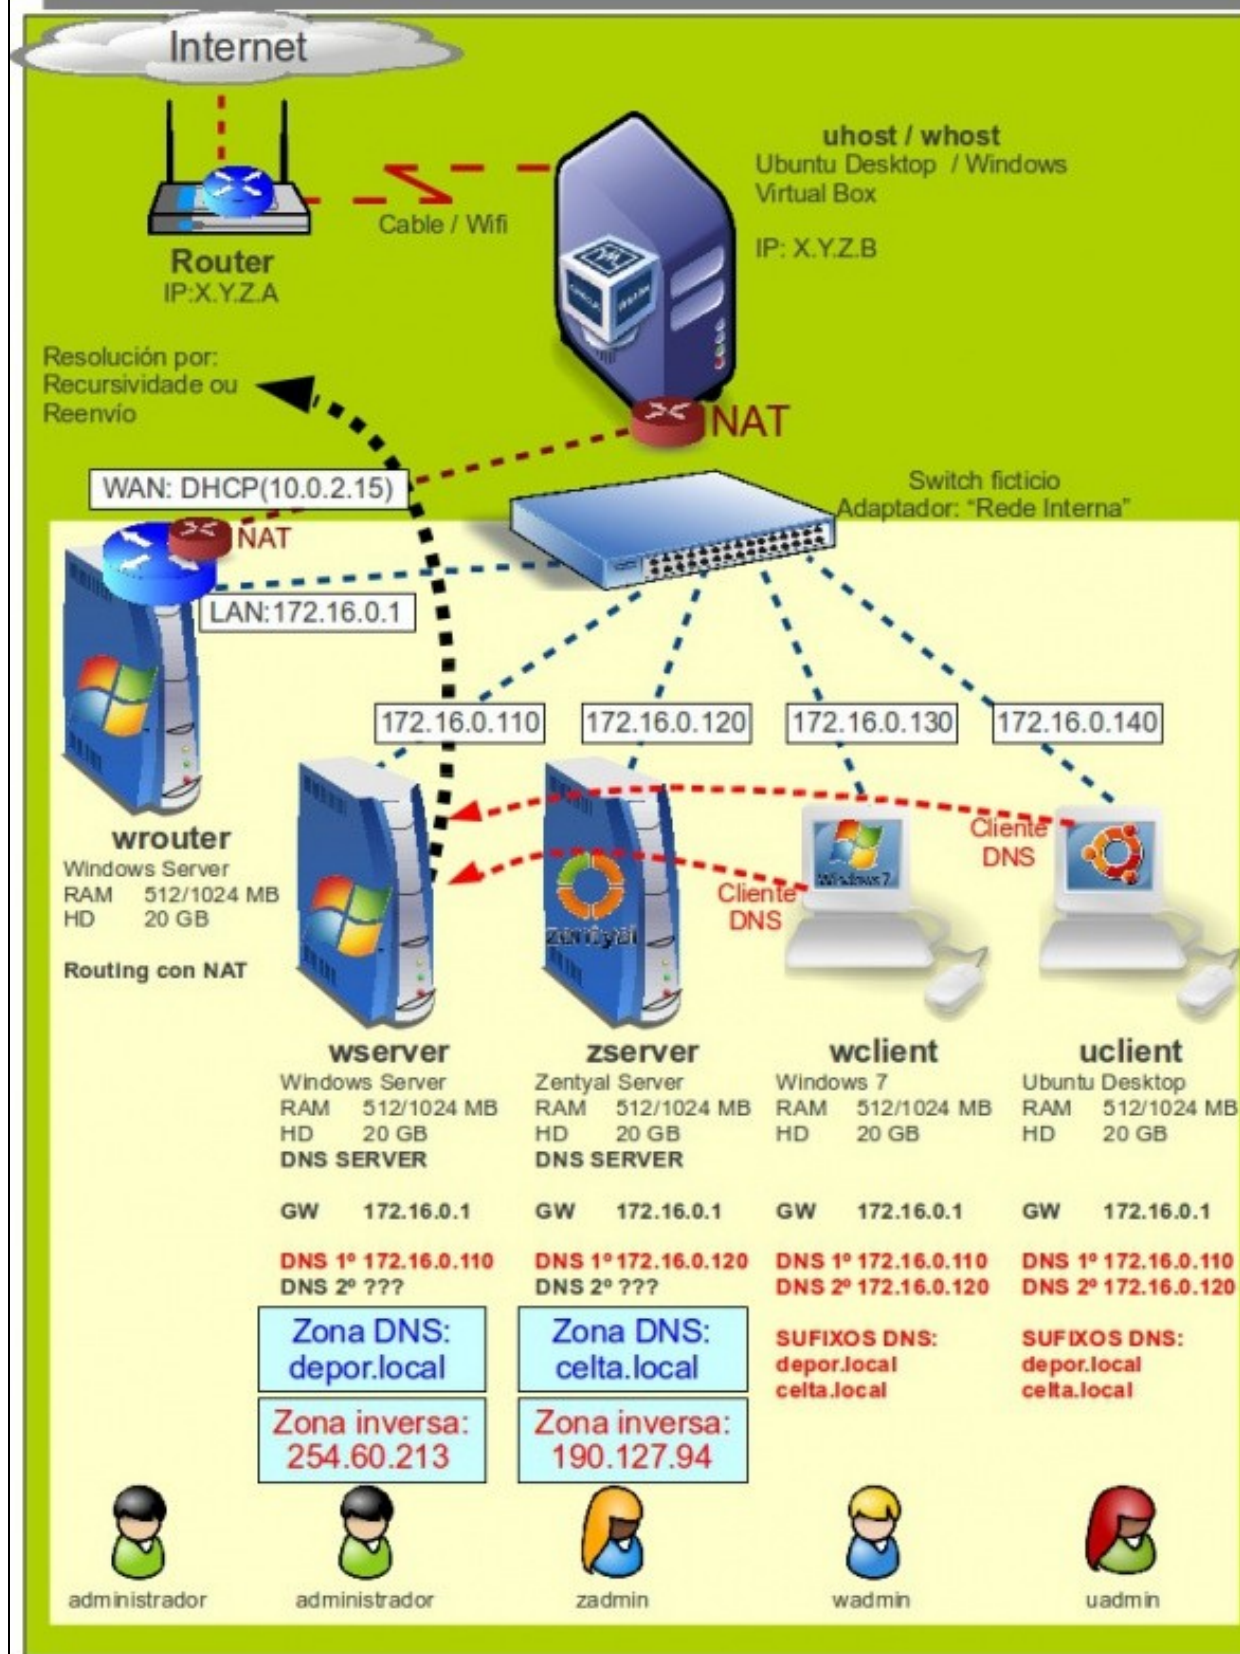 Internet
uhost / whost
Ubuntu Desktop / Windows
Virtual Box
IP: X.Y.Z.B
Cable / Wifi
Router
IP:X.Y.Z.A
Resolución por:
Recursividade ou
Reenvío
NAT
WAN: DHCP(10.0.2.15)
Switch ficticio
Adaptador: “Rede Interna”
NAT
LAN:172.16.0.1
172.16.0.110
172.16.0.120
172.16.0.130
172.16.0.140
wrouter
Windows Server
RAM 512/1024 MB
HD 20 GB
Routing con NAT
zentyal
Windows 7
Cliente
DNS
Cliente
DNS
wserver
Windows Server
RAM 512/1024 MB
HD 20 GB
DNS SERVER
GW 172.16.0.1
DNS 1º 172.16.0.110
DNS 2º ???
Zona DNS:
depor.local
Zona inversa:
254.60.213
zserver
Zentyal Server
RAM 512/1024 MB
HD 20 GB
DNS SERVER
GW 172.16.0.1
DNS 1º 172.16.0.120
DNS 2º ???
Zona DNS:
celta.local
Zona inversa:
190.127.94
wclient
Windows 7
RAM 512/1024 MB
HD 20 GB
GW 172.16.0.1
DNS 1º 172.16.0.110
DNS 2º 172.16.0.120
SUFIXOS DNS:
depor.local
celta.local
uclient
Ubuntu Desktop
RAM 512/1024 MB
HD 20 GB
GW 172.16.0.1
DNS 1º 172.16.0.110
DNS 2º 172.16.0.120
SUFIXOS DNS:
depor.local
celta.local
administrador
administrador
zadmin
wadmin
uadmin